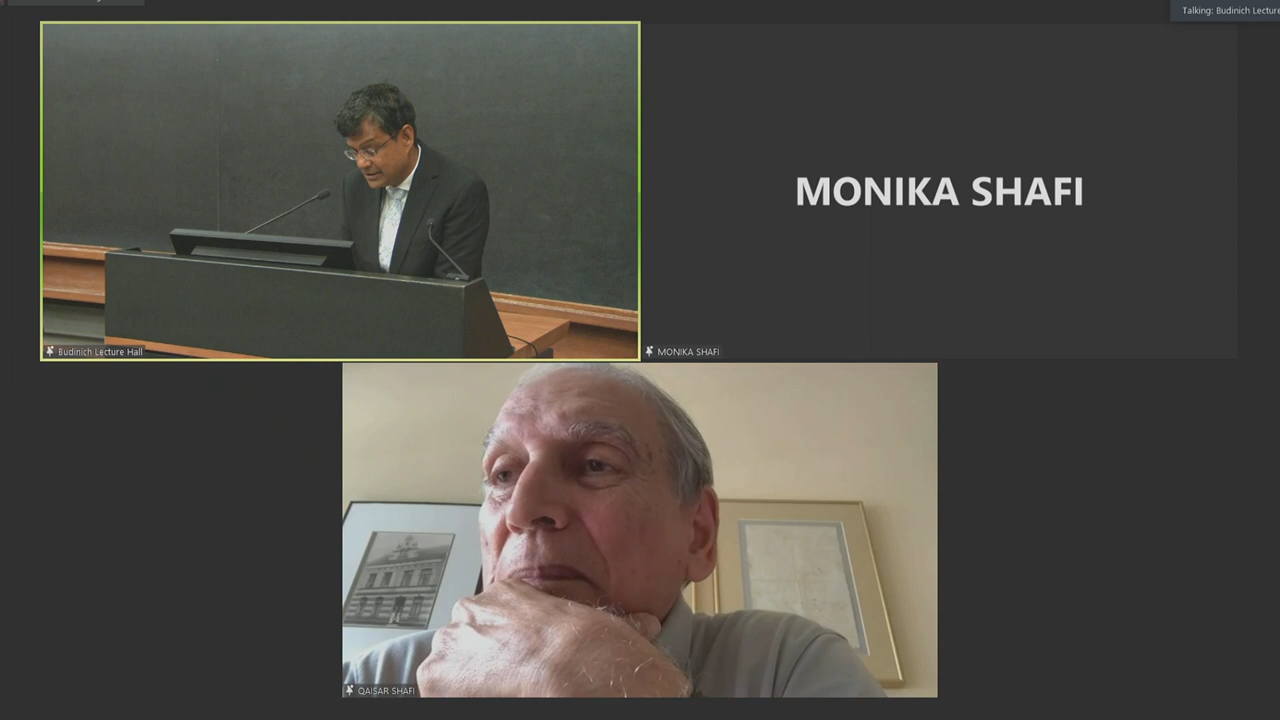 Talking: Budinich Lecture
MONIKA SHAFI
Budinich Lecture Hall
MONIKA SHAFI
QAISAR SHAFI